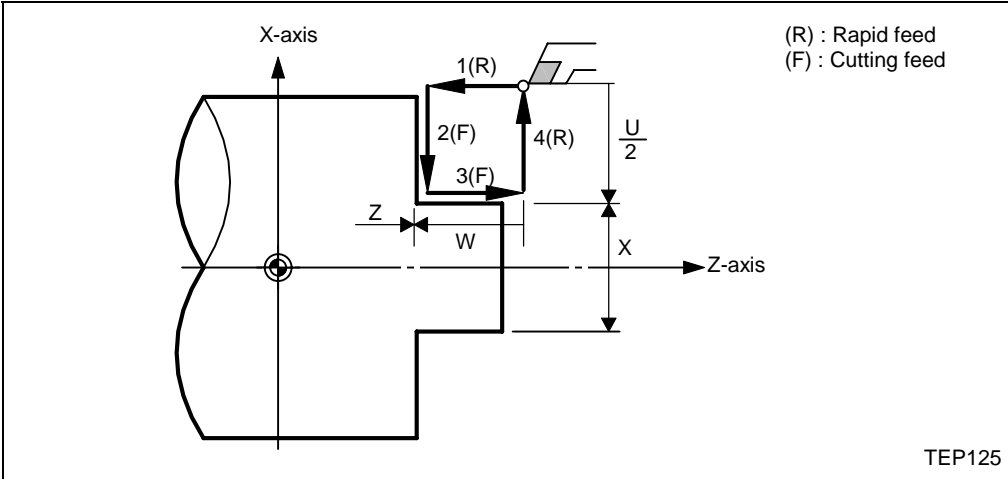 X-axis
(R) : Rapid feed
(F) : Cutting feed
1(R)
2(F)
4(R)
U
2
3(F)
Z
W
X
Z-axis
TEP125